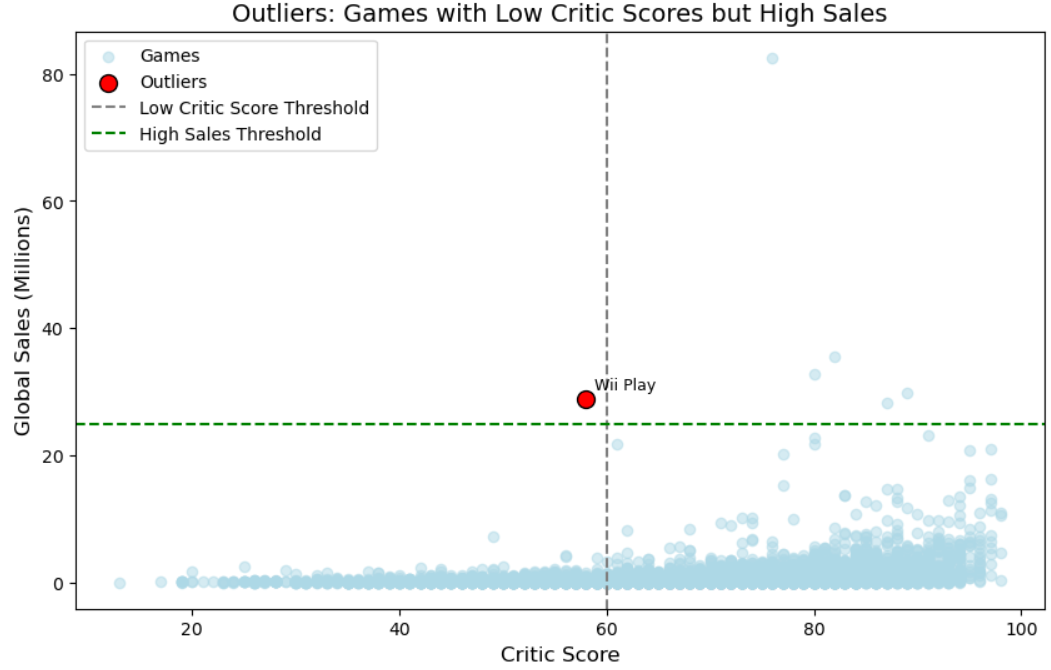 Outliers: Games with Low Critic Scores but High Sales
Games
Outliers
Low Critic Score Threshold
High Sales Threshold
Global Sales (Millions)
80
60
40
20
0
Wii Play
20 40 60 80 100
Critic Score